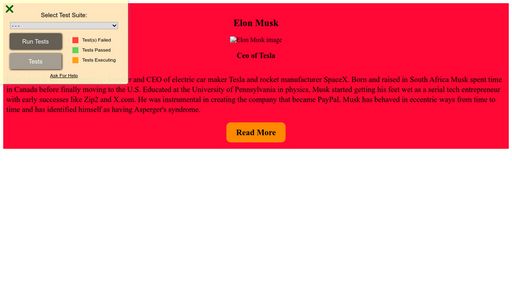 Select Test Suite:
- - -
Run Tests
Tests
Test(s) Failed
Tests Passed
Tests Executing
Ask For Help
Elon Musk
Elon Musk image
Ceo of Tesla
and CEO of electric car maker Tesla and rocket manufacturer SpaceX. Born and raised in South Africa Musk spent time
in Canada before finally moving to the U.S. Educated at the University of Pennsylvania in physics, Musk started getting his feet wet as a serial tech entrepreneur
with early successes like Zip2 and X.com. He was instrumental in creating the company that became PayPal. Musk has behaved in eccentric ways from time to
time and has identified himself as having Asperger's syndrome.
Read More